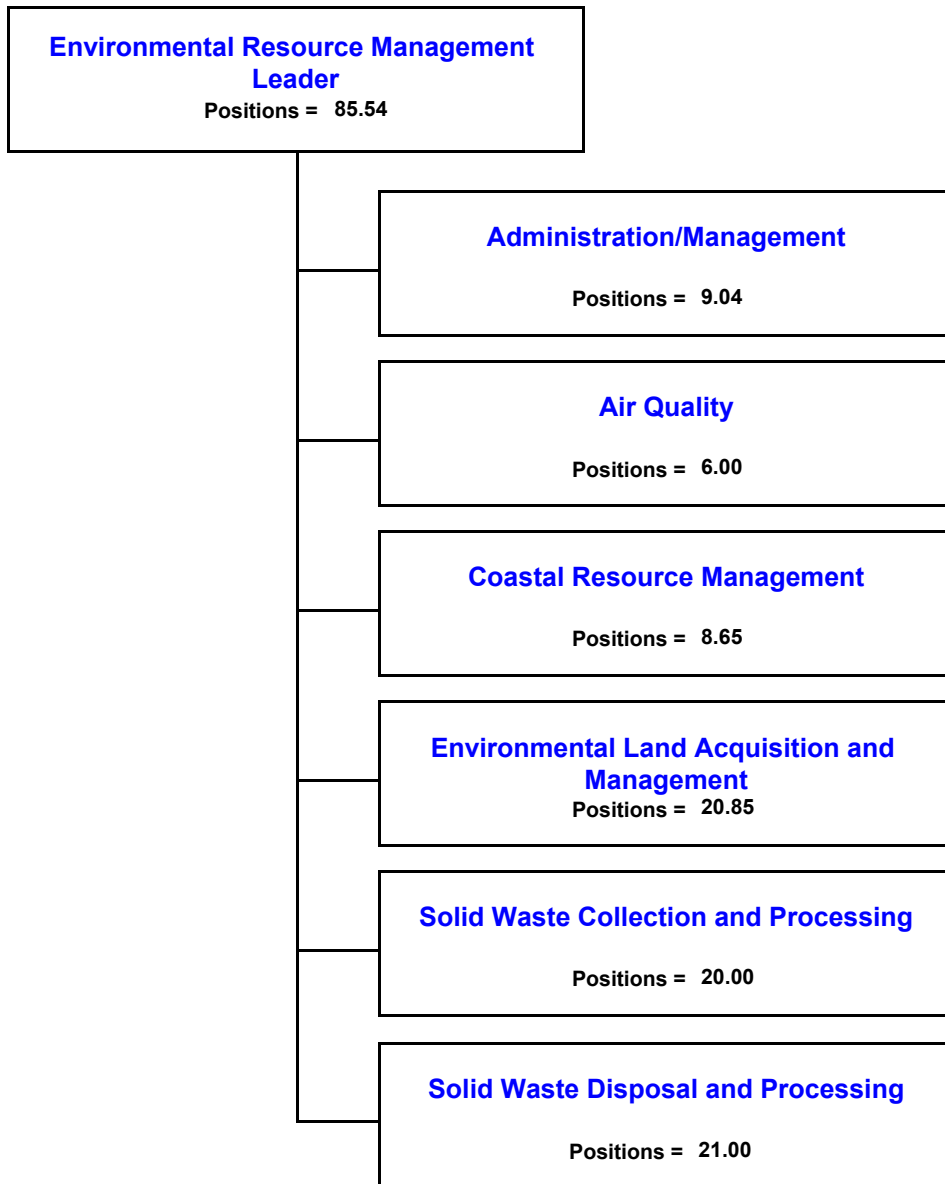 Environmental Resource Management
Leader
Positions = 85.54
Administration/Management
Positions = 9.04
Air Quality
Positions = 6.00
Coastal Resource Management
Positions = 8.65
Environmental Land Acquisition and
Management
Positions = 20.85
Solid Waste Collection and Processing
Positions = 20.00
Solid Waste Disposal and Processing
Positions = 21.00